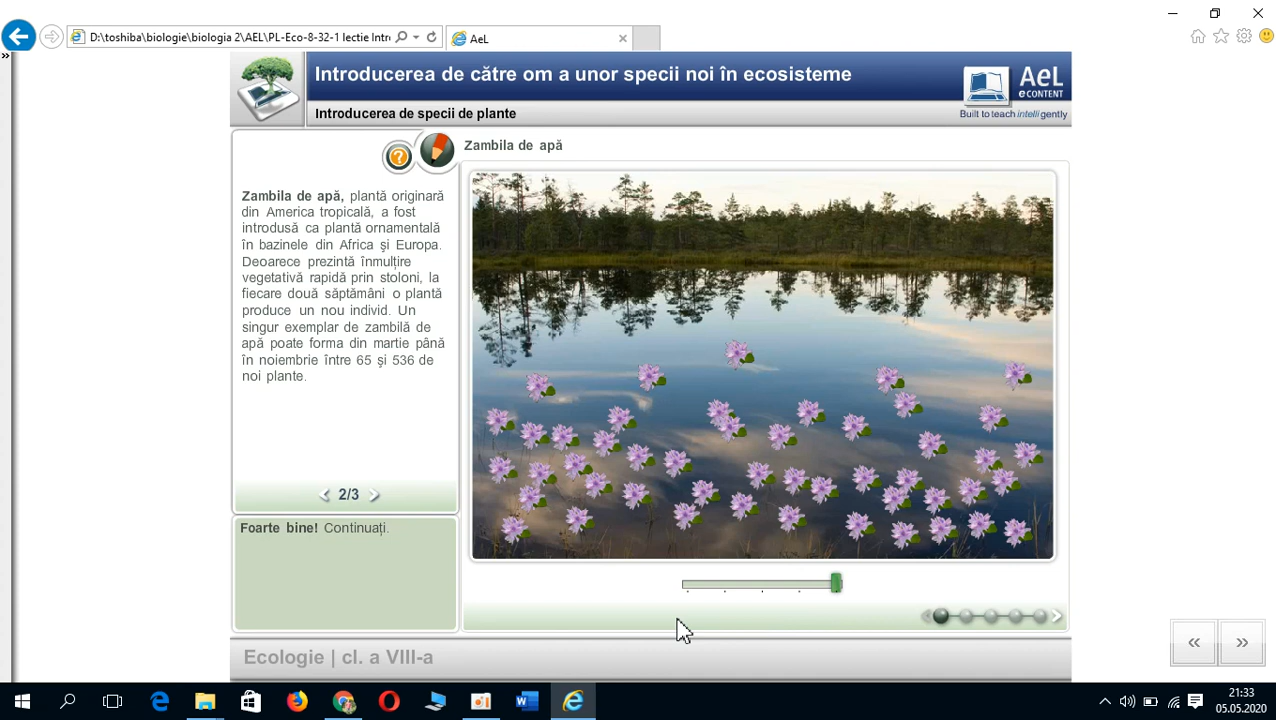 D:\toshiba\biologie\biologia 2\AEL\PL-Eco-8-32-1 lectie Intr
AeL
»
Introducerea de către om a unor specii noi în ecosisteme
AeL
eCONTENT
Introducerea de specii de plante
Built to teach intelligently
Zambila de apă
Zambila de apă, plantă originară
din America tropicală, a fost
introdusă ca plantă ornamentală
în bazinele din Africa și Europa.
Deoarece prezintă înmulțire
vegetativă rapidă prin stoloni, la
fiecare două săptămâni o plantă
produce un nou individ. Un
singur exemplar de zambilă de
apă poate forma din martie până
în noiembrie între 65 și 536 de
noi plante.
2/3
Foarte bine! Continuați.
Ecologie | cl. a VIII-a
« »
21:33
05.05.2020